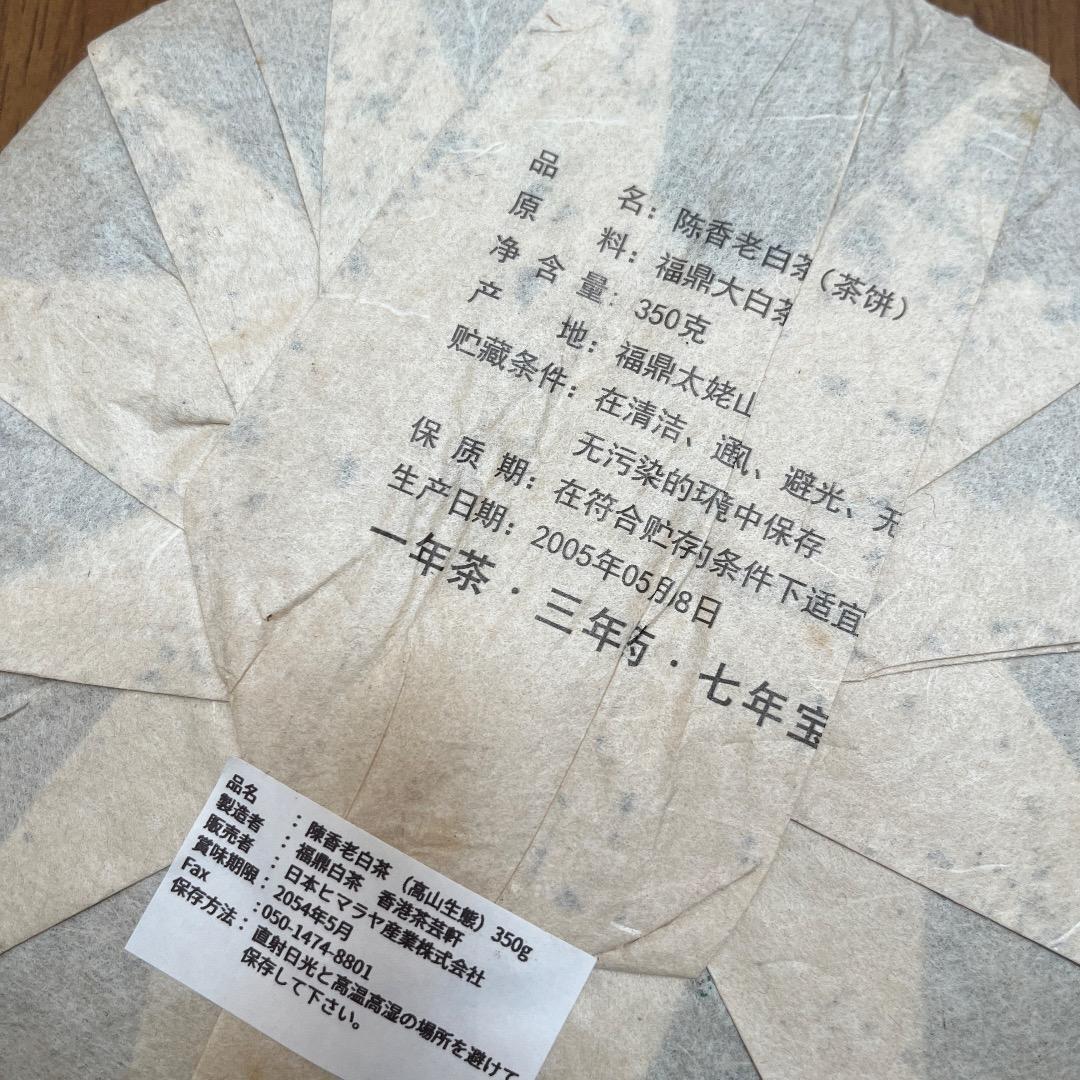 品名：陈香老白茶（茶饼）
原料：福鼎大白茶
净含量：350克
产地：福鼎太姥山
贮藏条件：在清洁、通风、避光、无
无污染的环境中保存
保质期：在符合贮存的条件下适宜
生产日期：2005年05月8日
一年茶·三年药·七年宝
品名：陳香老白茶（高山生態）350g
製造者：福鼎白茶 香港茶芸軒
販売者：日本ヒマラヤ産業株式会社
賞味期限：2054年5月
Fax：050-1474-8801
保存方法：直射日光と高温高湿の場所を避けて
保存して下さい。